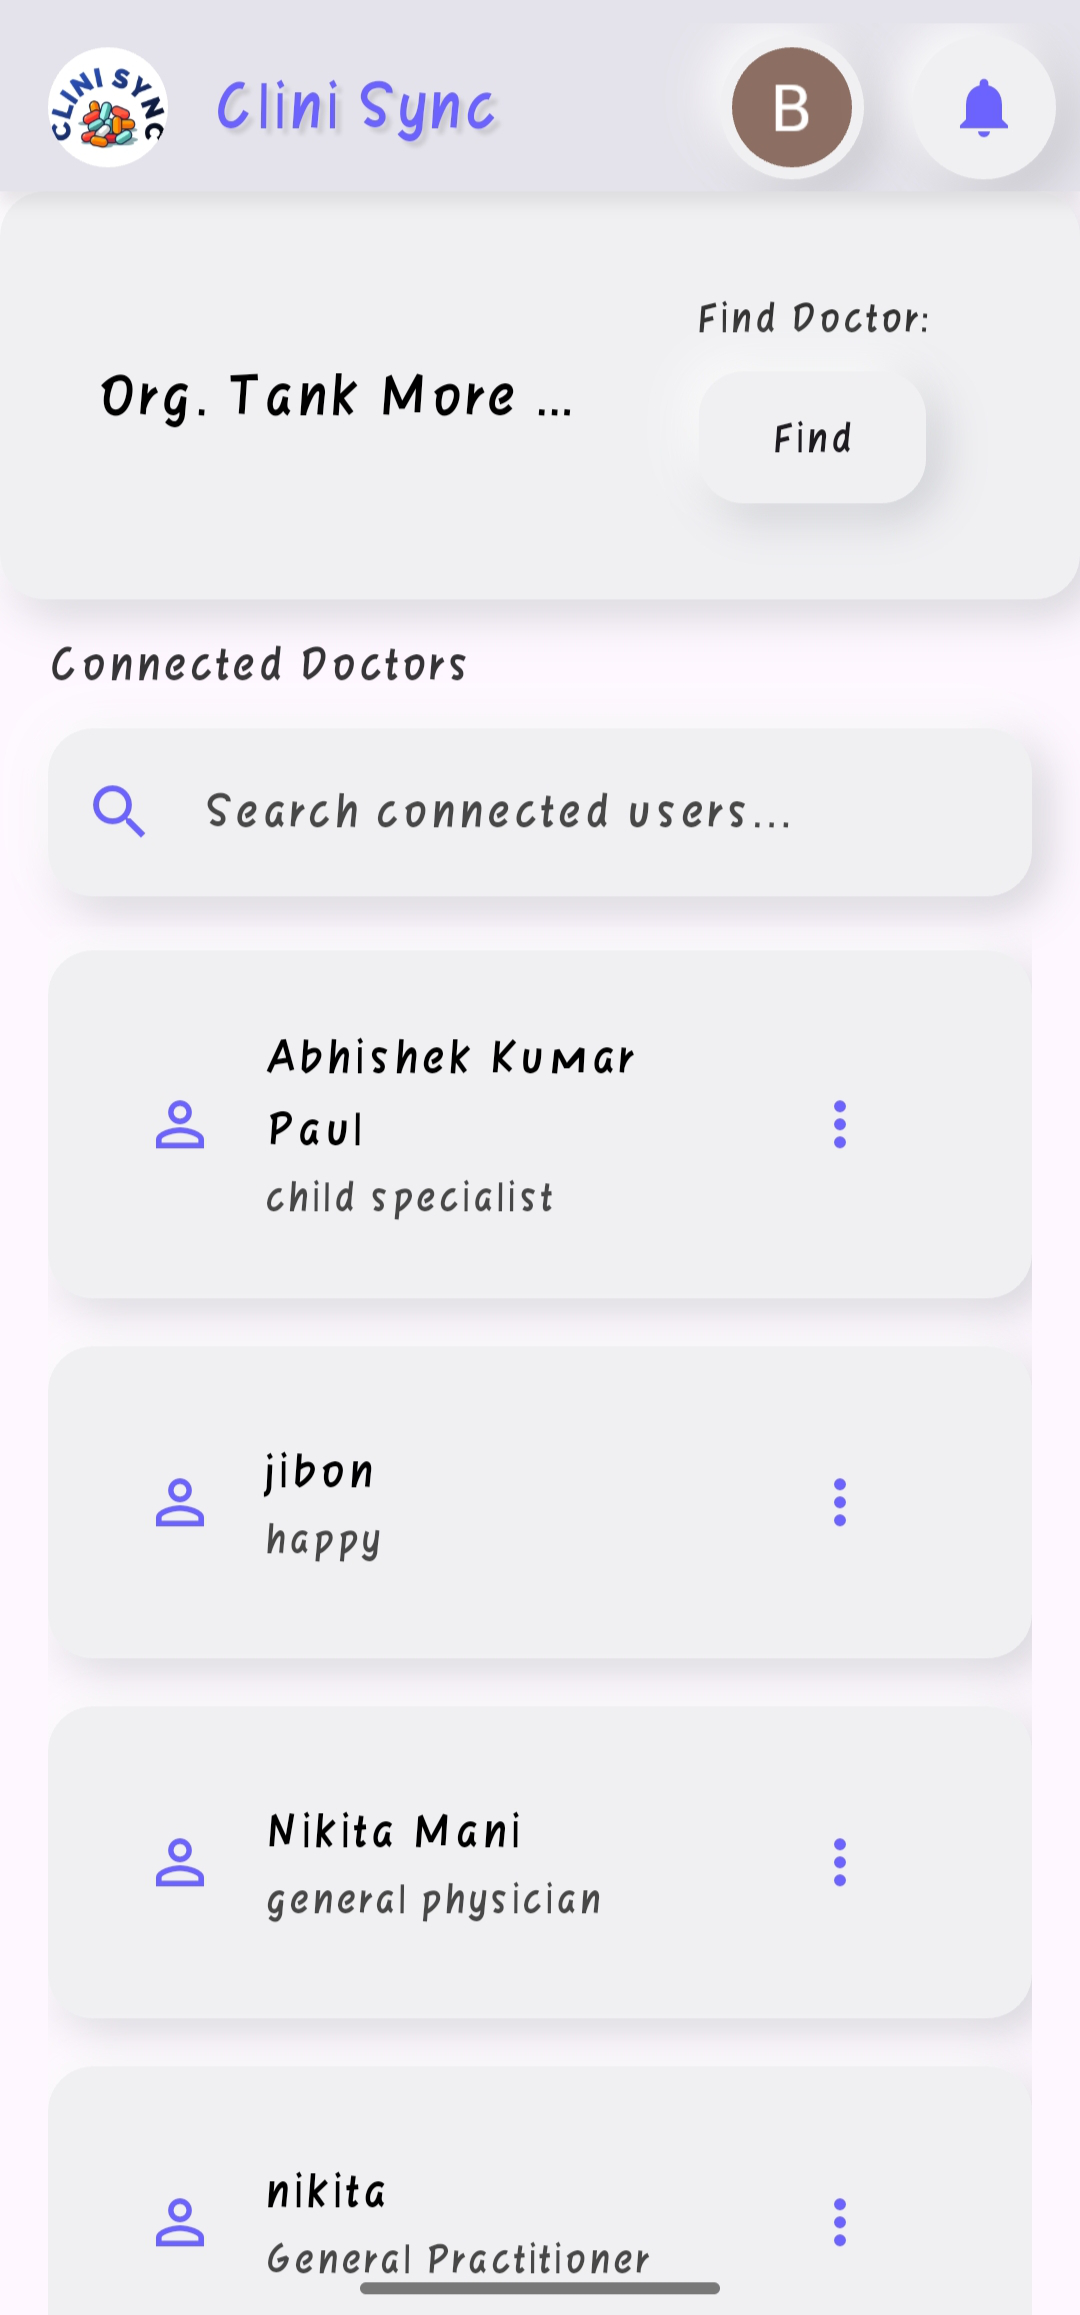 CLINI SYNC
Clini Sync
B
Org. Tank More ...
Find Doctor:
Find
Connected Doctors
Search connected users...
Abhishek Kumar
Paul
child specialist
jibon
happy
Nikita Mani
general physician
nikita
General Practitioner